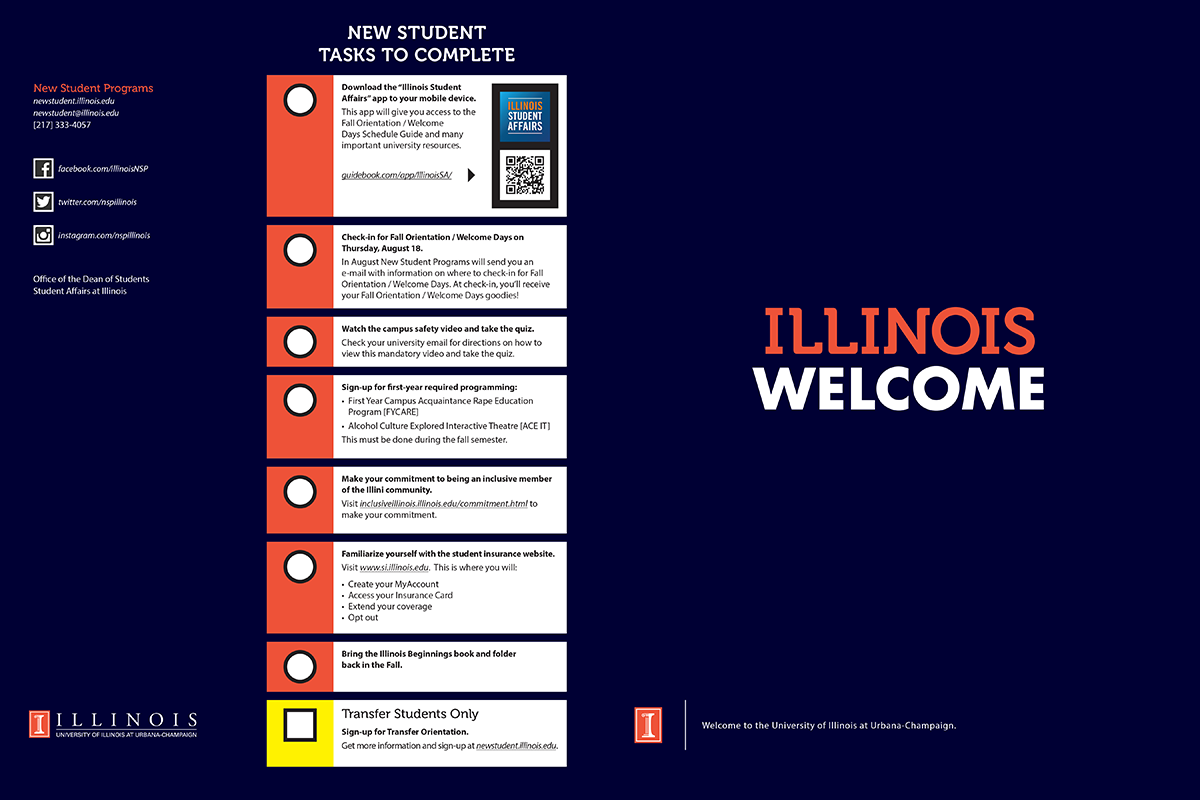 New Student Programs
newstudent.illinois.edu
newstudent@illinois.edu
[217] 333-4057
facebook.com/IllinoisNSP
twitter.com/nspillinois
instagram.com/nspillinois
Office of the Dean of Students
Student Affairs at Illinois
I ILLINOIS
UNIVERSITY OF ILLINOIS AT URBANA-CHAMPAIGN
NEW STUDENT
TASKS TO COMPLETE
Download the “Illinois Student
Affairs” app to your mobile device.
This app will give you access to the
Fall Orientation / Welcome
Days Schedule Guide and many
important university resources.
guidebook.com/app/IllinoisSA/
ILLINOIS
STUDENT
AFFAIRS
Check-in for Fall Orientation / Welcome Days on
Thursday, August 18.
In August New Student Programs will send you an
e-mail with information on where to check-in for Fall
Orientation / Welcome Days. At check-in, you’ll receive
your Fall Orientation / Welcome Days goodies!
Watch the campus safety video and take the quiz.
Check your university email for directions on how to
view this mandatory video and take the quiz.
Sign-up for first-year required programming:
• First Year Campus Acquaintance Rape Education
Program [FYCARE]
• Alcohol Culture Explored Interactive Theatre [ACE IT]
This must be done during the fall semester.
Make your commitment to being an inclusive member
of the Illini community.
Visit inclusiveillinois.illinois.edu/commitment.html to
make your commitment.
Familiarize yourself with the student insurance website.
Visit www.si.illinois.edu. This is where you will:
• Create your MyAccount
• Access your Insurance Card
• Extend your coverage
• Opt out
Bring the Illinois Beginnings book and folder
back in the Fall.
Transfer Students Only
Sign-up for Transfer Orientation.
Get more information and sign-up at newstudent.illinois.edu.
ILLINOIS
WELCOME
I
Welcome to the University of Illinois at Urbana-Champaign.